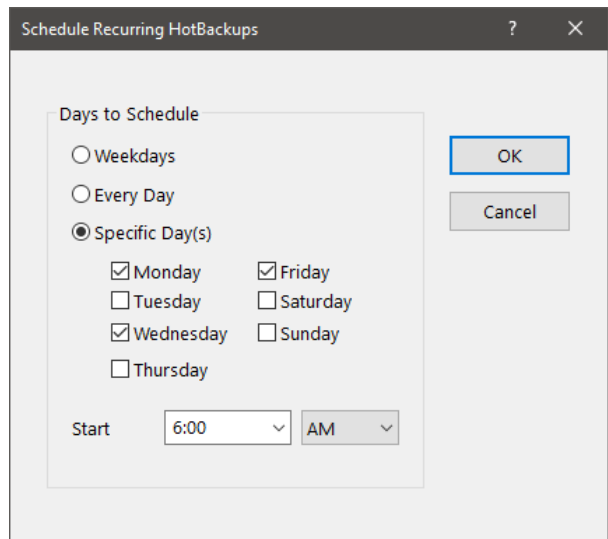 Schedule Recurring HotBackups ?
Days to Schedule
Weekdays
OK
Every Day
Cancel
Specific Day(s)
Monday Friday
Tuesday Saturday
Wednesday Sunday
Thursday
Start 6:00 AM